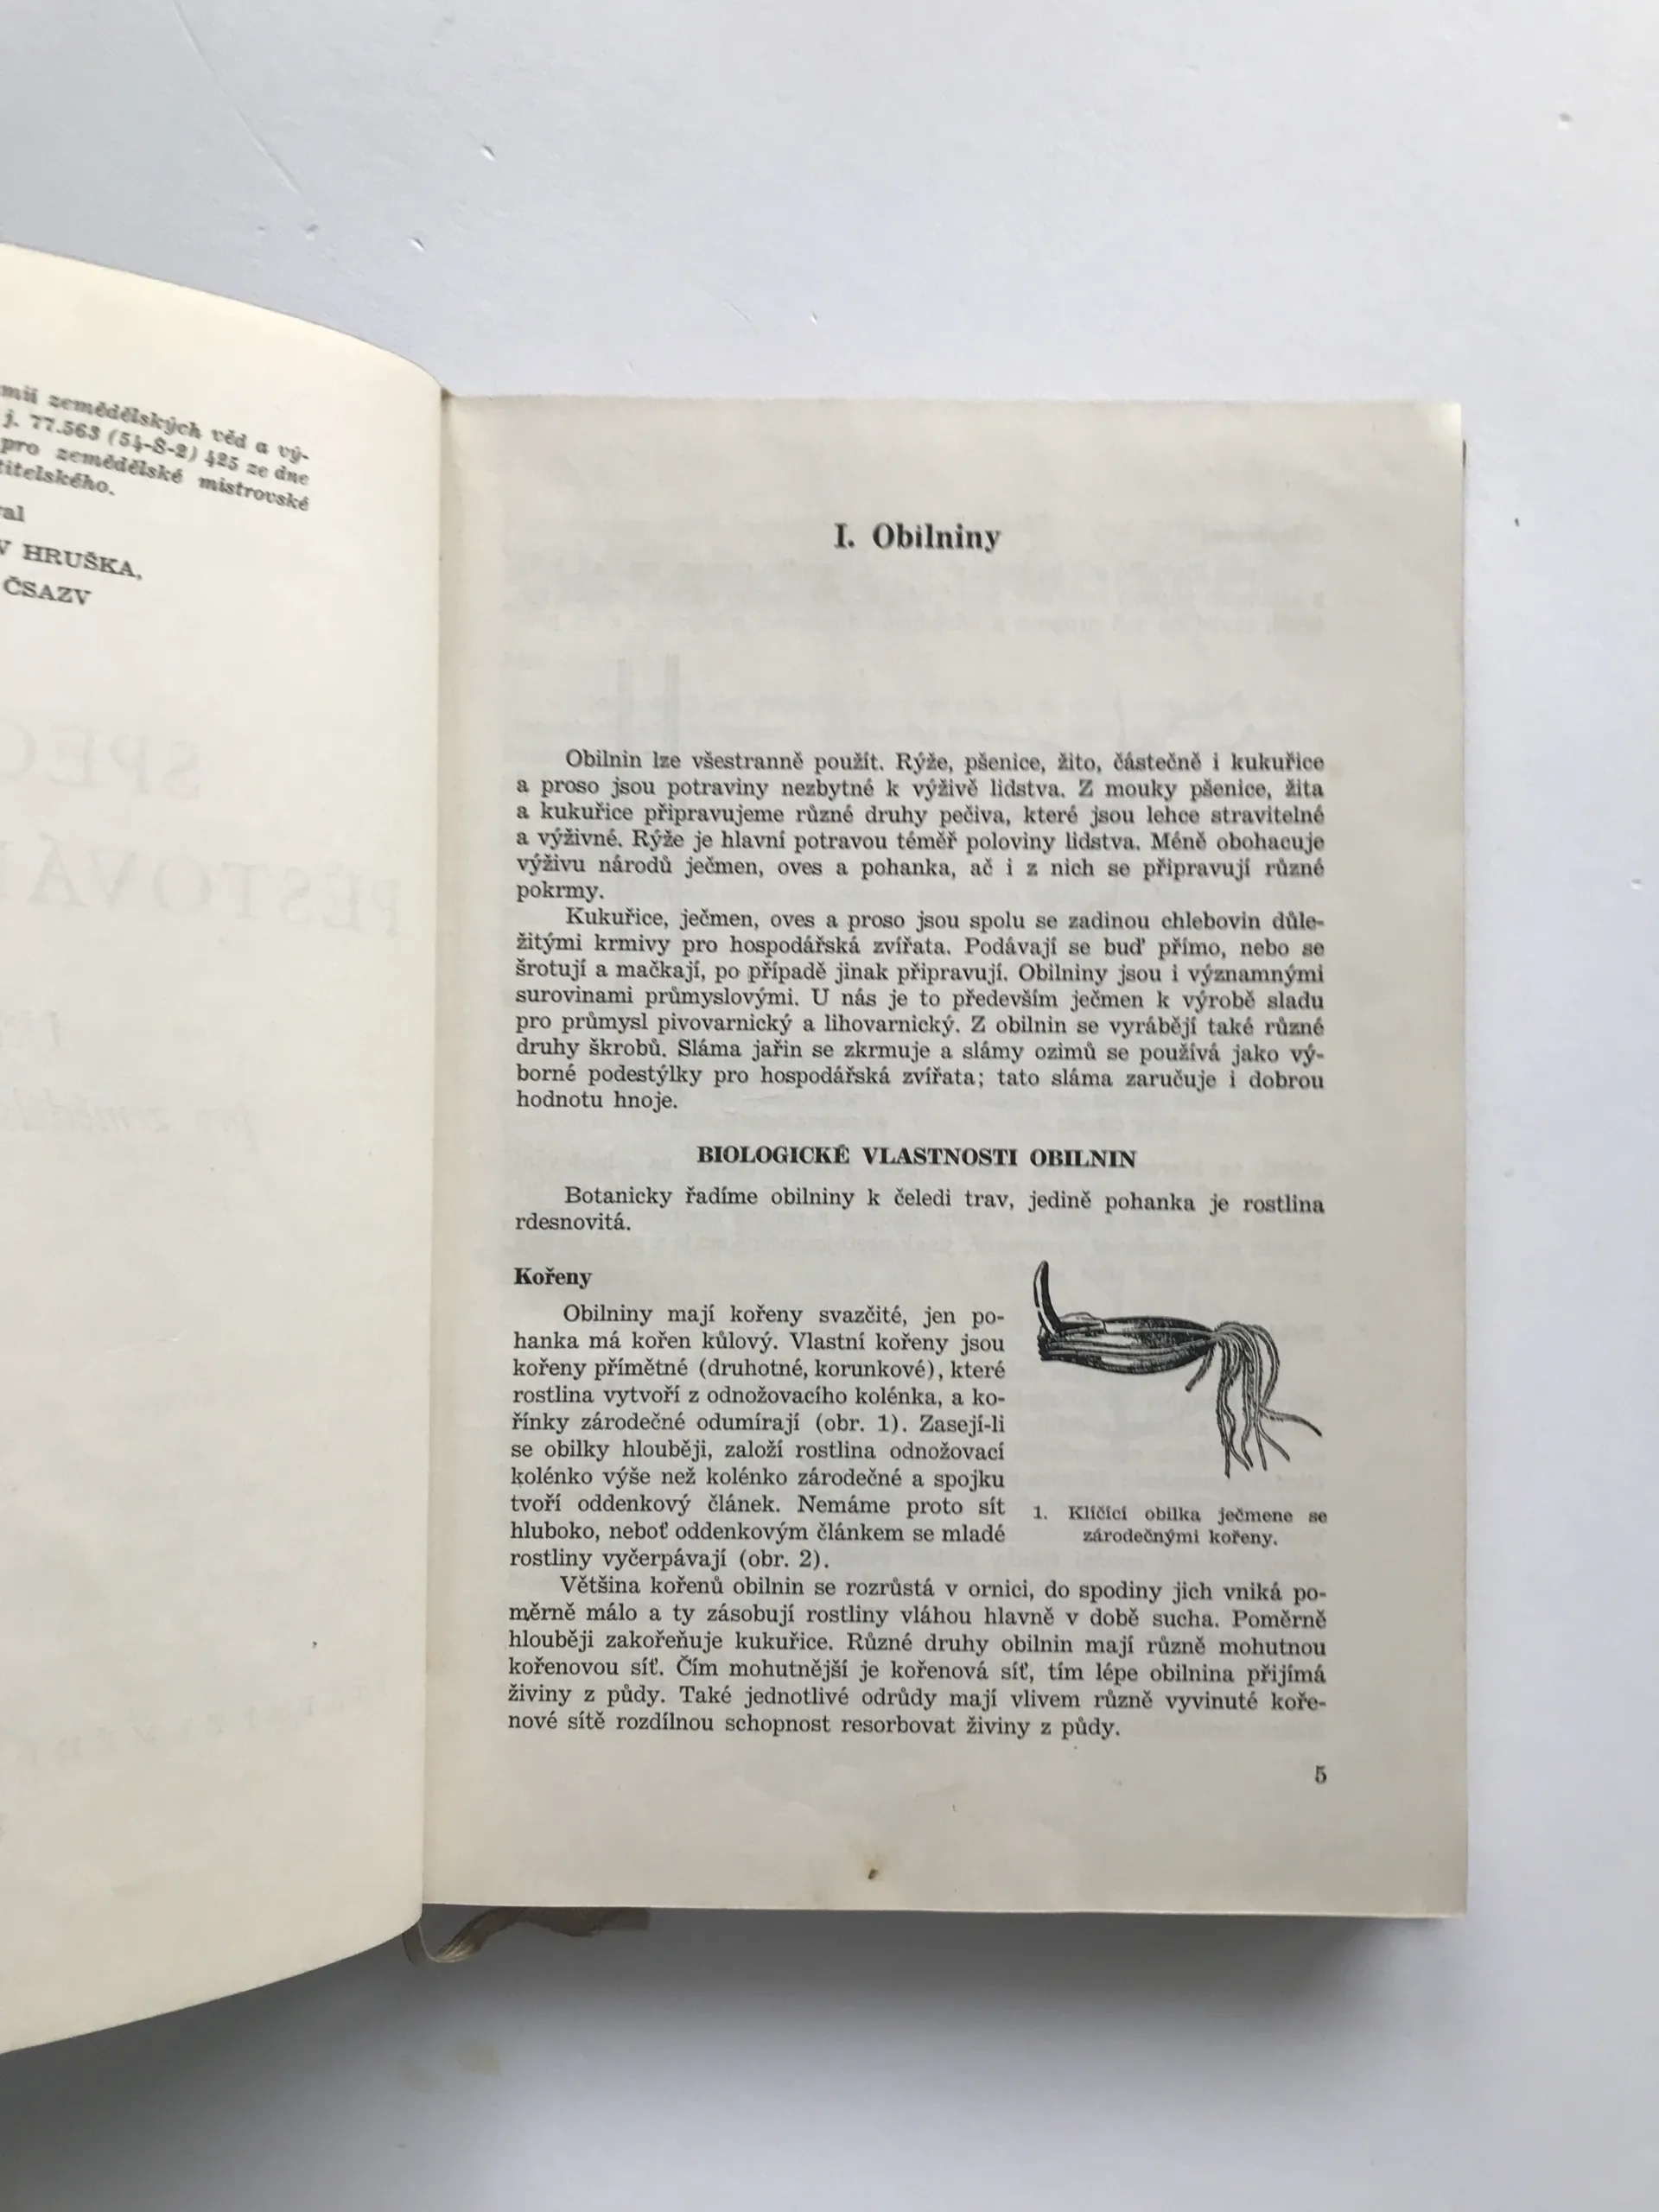 mii zemědělských věd a vý-
j. 77.563 (54-S-2) 425 ze dne
pro zemědělské mistrovské
titelského.
HRUŠKA,
ČSAZV
I. Obilniny
Obilnin lze všestranně použít. Rýže, pšenice, žito, částečně i kukuřice
a proso jsou potraviny nezbytné k výživě lidstva. Z mouky pšenice, žita
a kukuřice připravujeme různé druhy pečiva, které jsou lehce stravitelné
a výživné. Rýže je hlavní potravou téměř poloviny lidstva. Méně obohacuje
výživu národů ječmen, oves a pohanka, ač i z nich se připravují různé
pokrmy.
Kukuřice, ječmen, oves a proso jsou spolu se zadinou chlebovin důle-
žitými krmivy pro hospodářská zvířata. Podávají se buď přímo, nebo se
šrotují a mačkají, po případě jinak připravují. Obilniny jsou i významnými
surovinami průmyslovými. U nás je to především ječmen k výrobě sladu
pro průmysl pivovarnický a lihovarnický. Z obilnin se vyrábějí také různé
druhy škrobů. Sláma jařin se zkrmuje a slámy ozimů se používá jako vý-
borné podestýlky pro hospodářská zvířata; tato sláma zaručuje i dobrou
hodnotu hnoje.
BIOLOGICKÉ VLASTNOSTI OBILNIN
Botanicky řadíme obilniny k čeledi trav, jedině pohanka je rostlina
rdesnovitá.
Kořeny
Obilniny mají kořeny svazčité, jen po-
hanka má kořen kůlový. Vlastní kořeny jsou
kořeny přímětné (druhotné, korunkové), které
rostlina vytvoří z odnožovacího kolénka, a ko-
řínky zárodečné odumírají (obr. 1). Zasejí-li
se obilky hlouběji, založí rostlina odnožovací
kolénko výše než kolénko zárodečné a spojku
tvoří oddenkový článek. Nemáme proto sít
hluboko, neboť oddenkovým článkem se mladé
rostliny vyčerpávají (obr. 2).
1. Klíčící obilka ječmene se
zárodečnými kořeny.
Většina kořenů obilnin se rozrůstá v ornici, do spodiny jich vniká po-
měrně málo a ty zásobují rostliny vláhou hlavně v době sucha. Poměrně
hlouběji zakořeňuje kukuřice. Různé druhy obilnin mají různě mohutnou
kořenovou síť. Čím mohutnější je kořenová síť, tím lépe obilnina přijímá
živiny z půdy. Také jednotlivé odrůdy mají vlivem různě vyvinuté koře-
nové sítě rozdílnou schopnost resorbovat živiny z půdy.
5